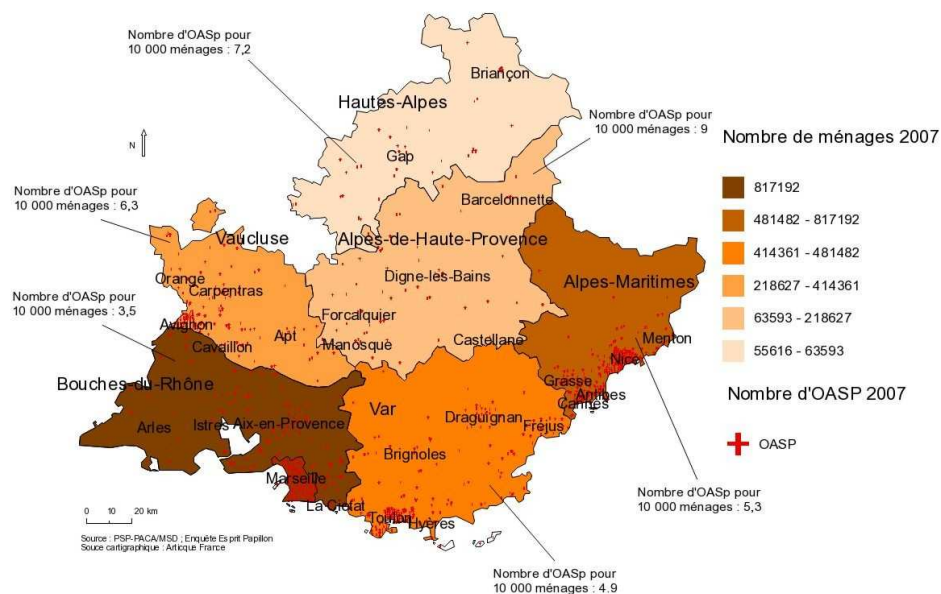 Nombre d'OASp pour
10 000 ménages : 7,2
Briançon
Hautes-Alpes
Nombre d'OASp pour
10 000 ménages : 9
N
Gap
Nombre d'OASp pour
10 000 ménages : 6,3
Barcelonnette
Vaucluse
Alpes-de-Haute-Provence
Orange
Carpentras
Digne-les-Bains
Alpes-Maritimes
Nombre d'OASp pour
10 000 ménages : 3,5
Avignon
Forcalquier
Apt
Manosque
Castellane
Menton
Cavaillon
Nice
Bouches-du-Rhône
Grasse
Antibes
Cannes
Var
Draguignan
Fréjus
Arles
Istres
Aix-en-Provence
Brignoles
Marseille
La Ciotat
Toulon
Hyères
Nombre d'OASp pour
10 000 ménages : 5,3
Nombre d'OASp pour
10 000 ménages : 4.9
0 10 20 km
Source : PSP-PACA/MSD ; Enquête Esprit Papillon
Souce cartigraphique : Articque France
Nombre de ménages 2007
817192
481482 - 817192
414361 - 481482
218627 - 414361
63593 - 218627
55616 - 63593
Nombre d'OASP 2007
OASP